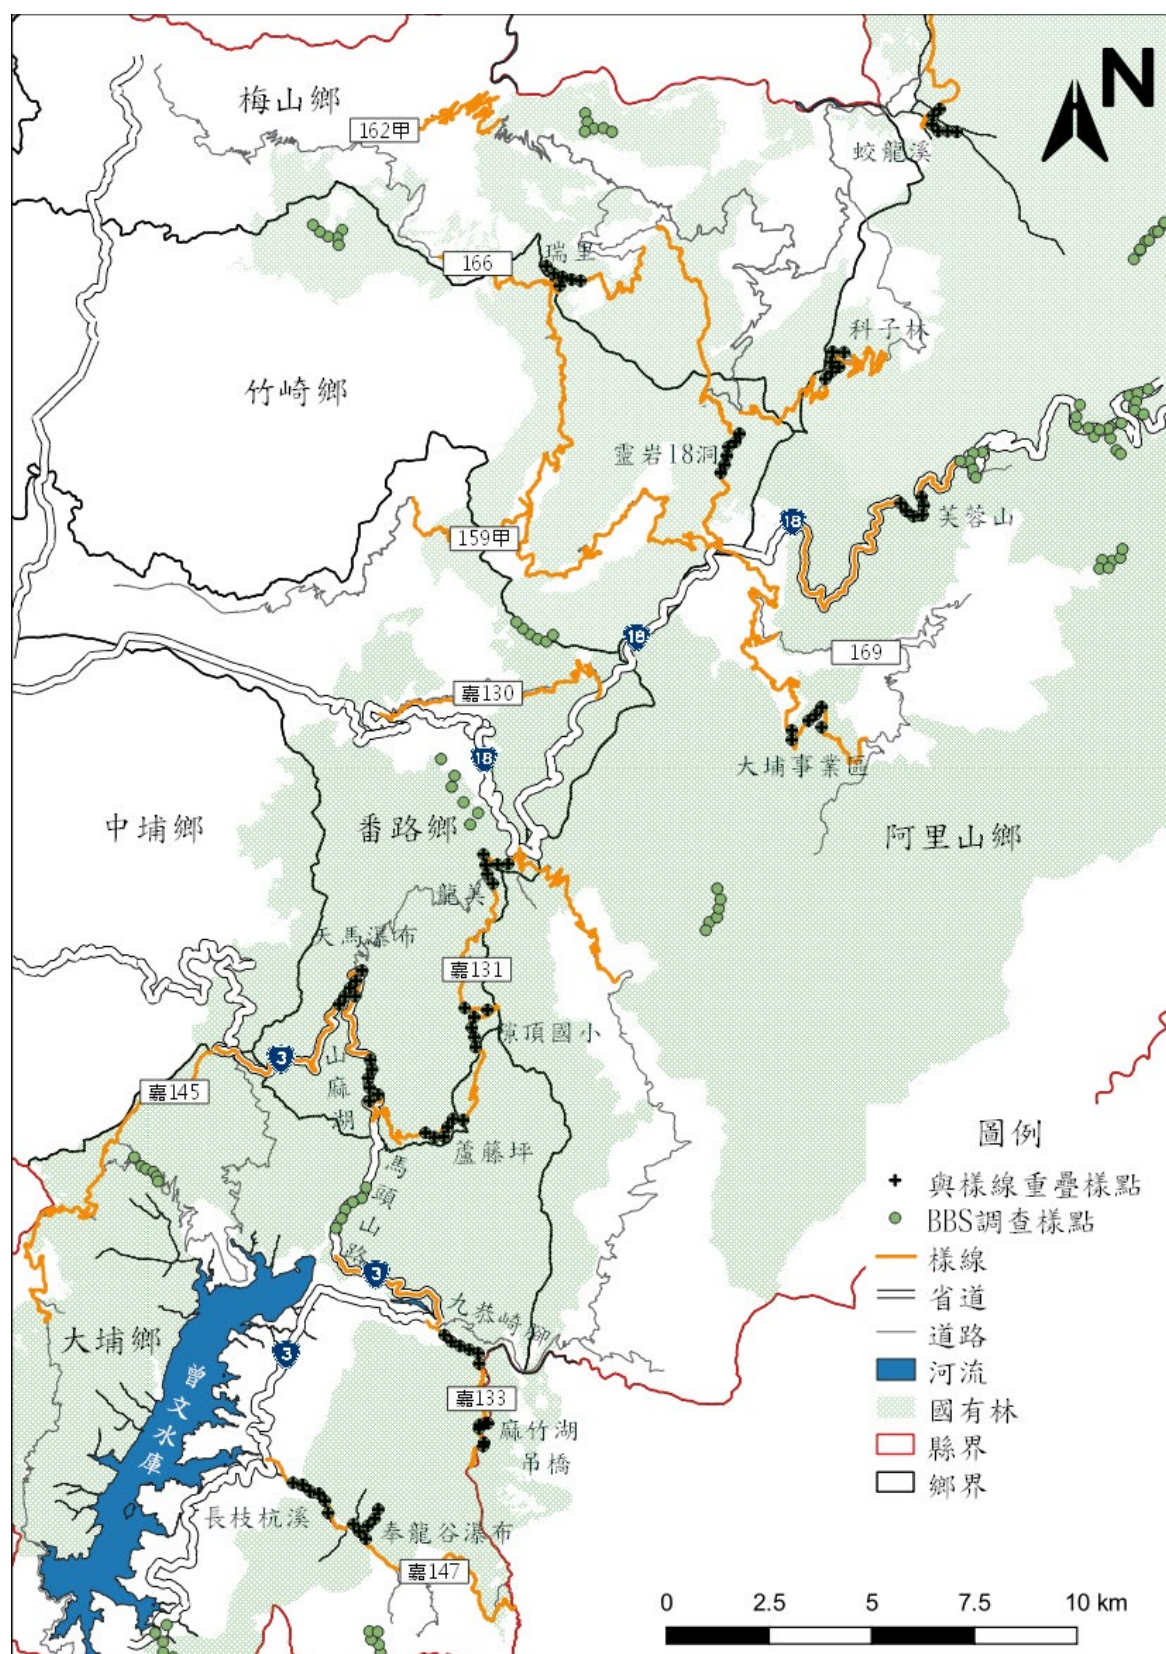 N
梅山鄉
162甲
蛟龍溪
瑞里
166
科子林
竹崎鄉
靈岩18洞
18
芙蓉山
159甲
18
169
嘉130
大埔事業區
18
中埔鄉
番路鄉
阿里山鄉
龍美
天馬瀑布
嘉131
隙頂國小
3
山麻湖
嘉145
蘆藤坪
馬頭山路
3
九栱崎腳
大埔鄉
3
曾文水庫
嘉133
麻竹湖
吊橋
長枝杭溪
奉龍谷瀑布
嘉147
圖例
與樣線重疊樣點
BBS調查樣點
樣線
省道
道路
河流
國有林
縣界
鄉界
0 2.5 5 7.5 10 km